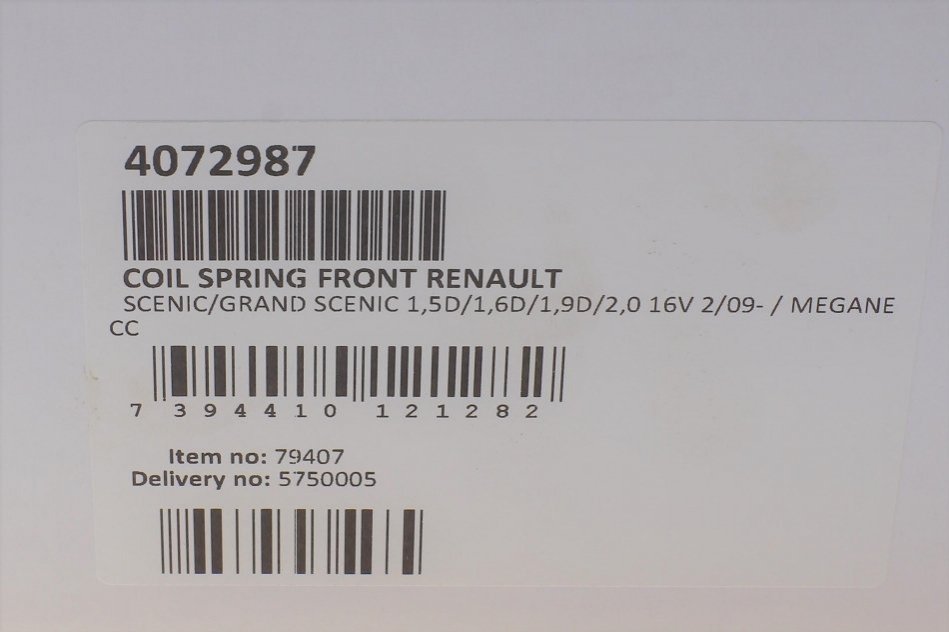 4072987
COIL SPRING FRONT RENAULT
SCENIC/GRAND SCENIC 1,5D/1,6D/1,9D/2,0 16V 2/09- / MEGANE
CC
7 394410 121282
Item no: 79407
Delivery no: 5750005